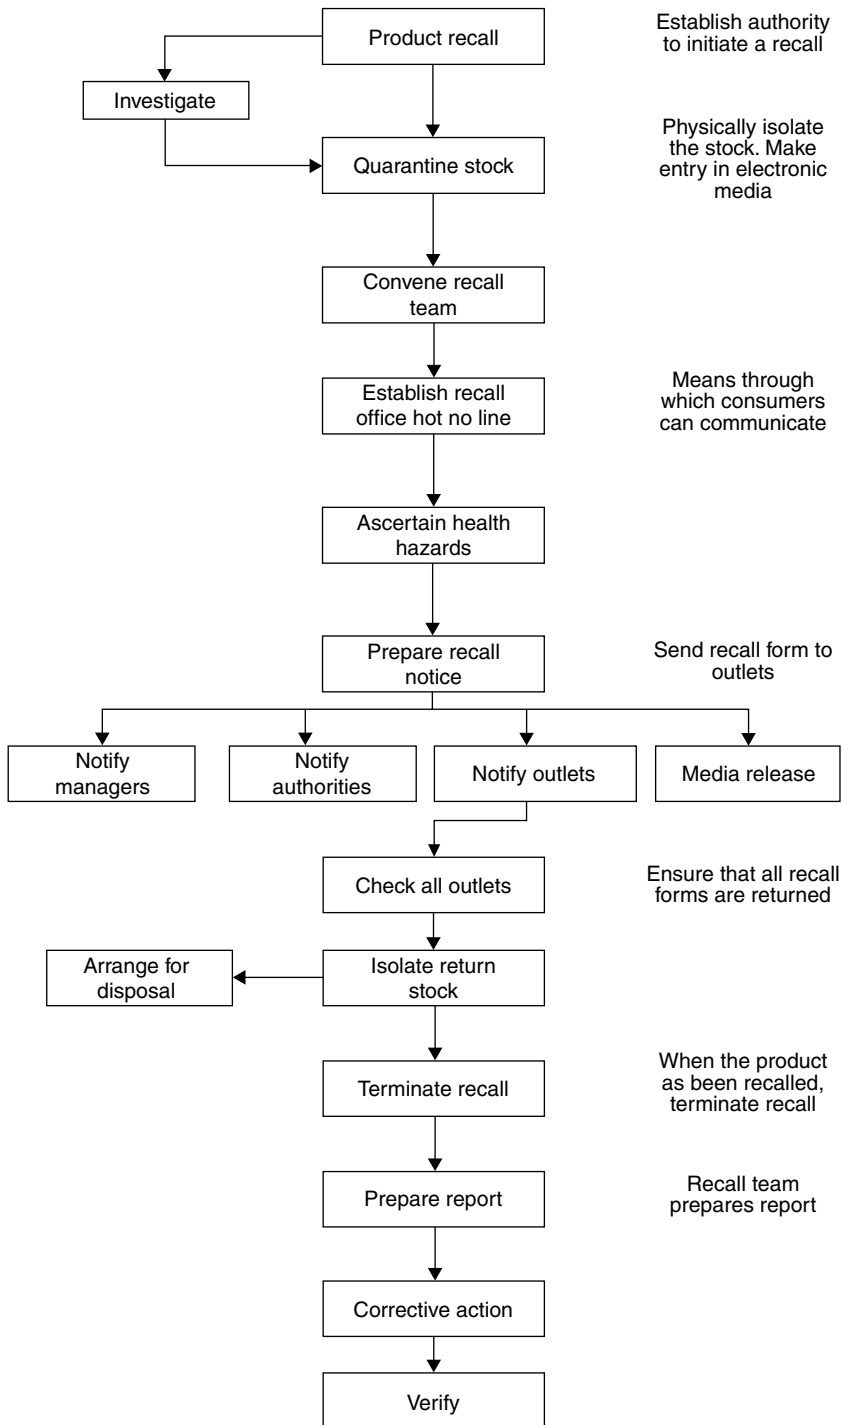 Product recall
Establish authority
to initiate a recall
Investigate
Quarantine stock
Physically isolate
the stock. Make
entry in electronic
media
Convene recall
team
Establish recall
office hot no line
Means through
which consumers
can communicate
Ascertain health
hazards
Prepare recall
notice
Send recall form to
outlets
Notify
managers
Notify
authorities
Notify outlets
Media release
Check all outlets
Ensure that all recall
forms are returned
Arrange for
disposal
Isolate return
stock
Terminate recall
When the product
as been recalled,
terminate recall
Prepare report
Recall team
prepares report
Corrective action
Verify